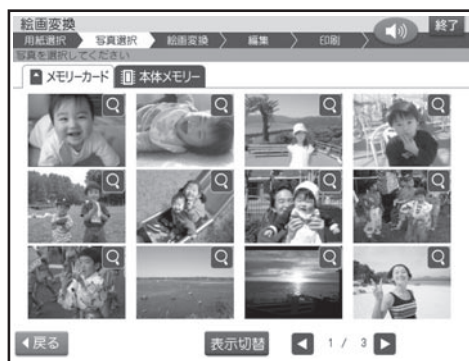 絵画変換
終了
用紙選択 写真選択 絵画変換 編集 印刷
写真を選択してください
メモリーカード 本体メモリー
戻る 表示切替 1 / 3